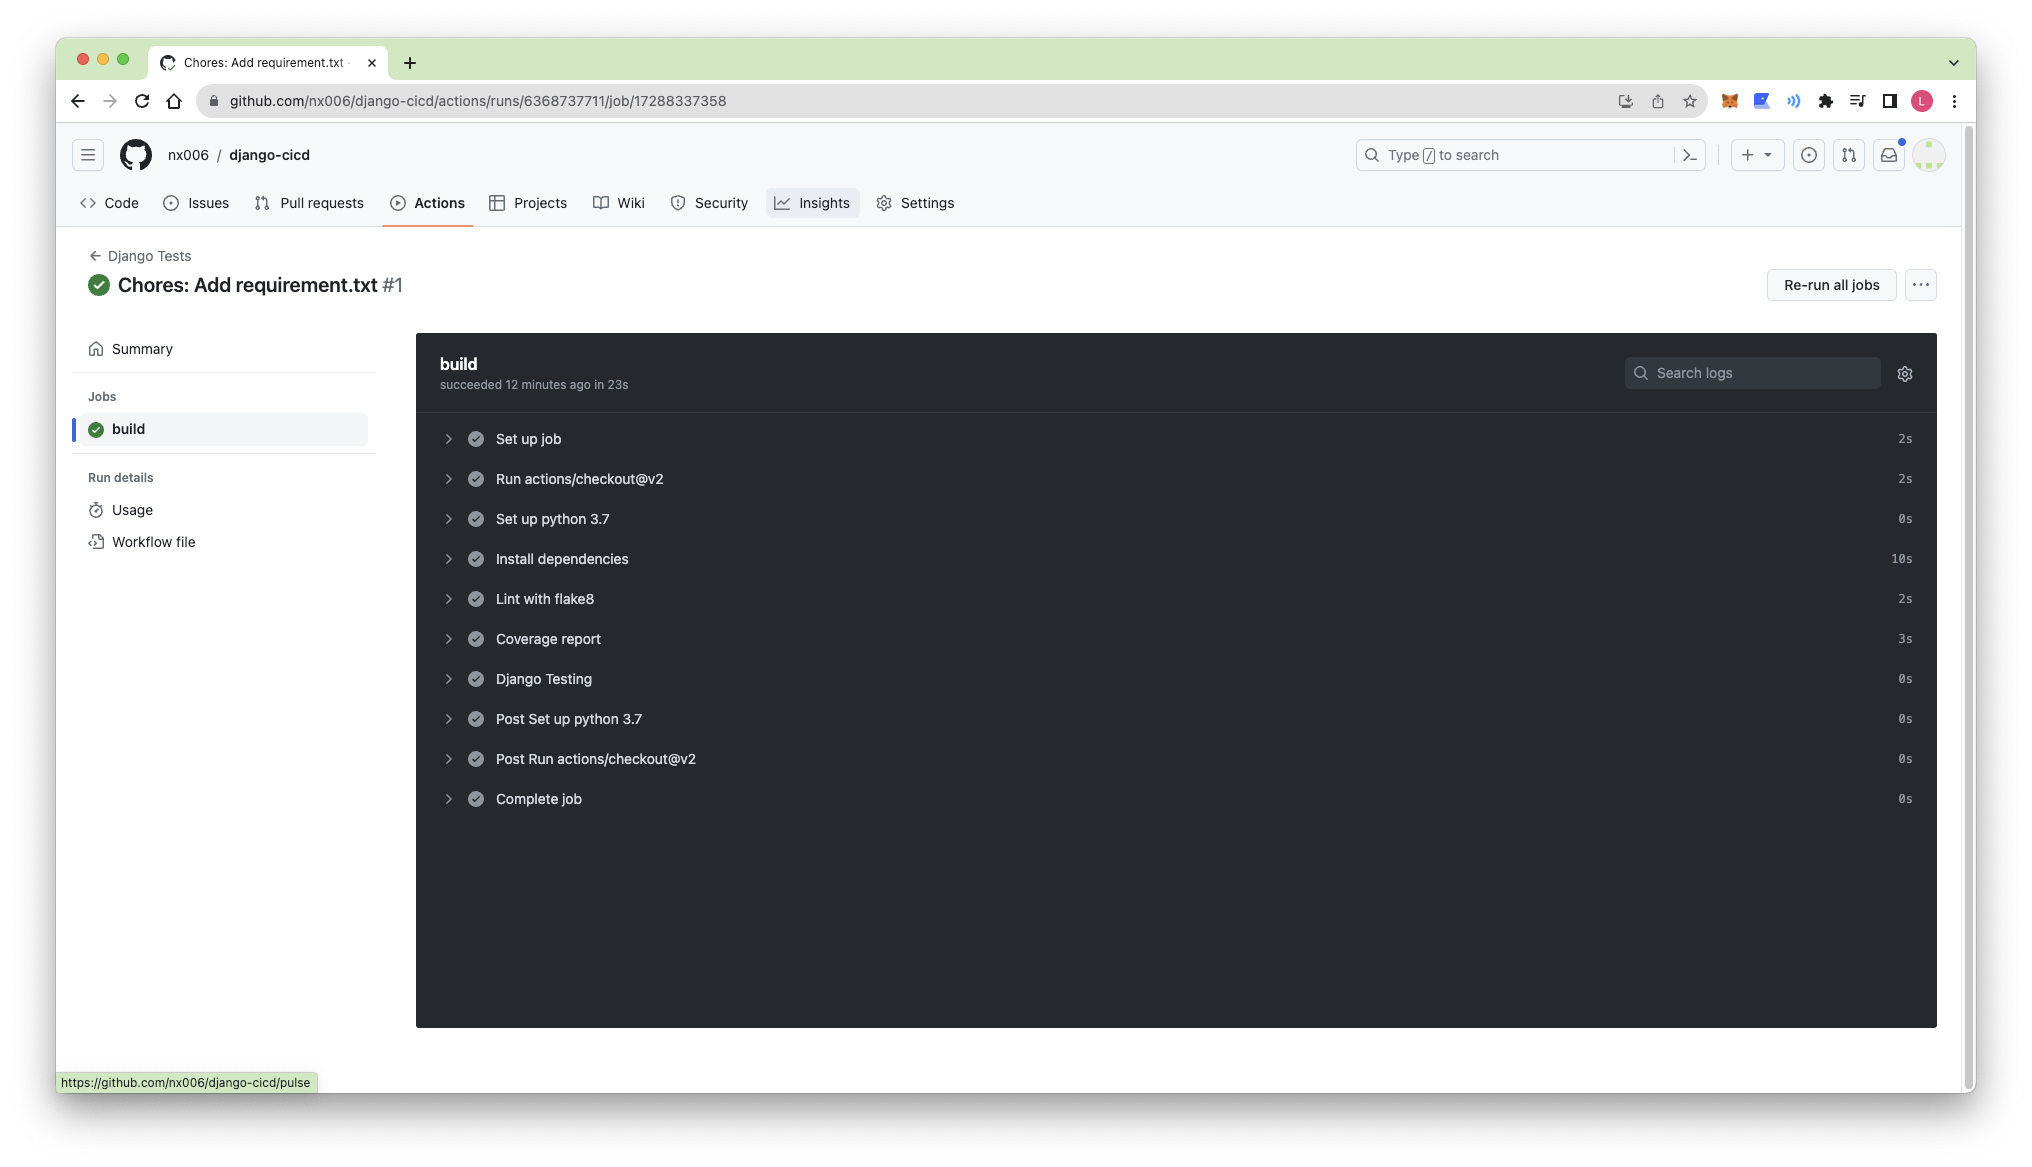 Chores: Add requirement.txt
github.com/nx006/django-cicd/actions/runs/6368737711/job/17288337358
L
nx006 / django-cicd
Type / to search
Code Issues Pull requests Actions Projects Wiki Security Insights Settings
Django Tests
Chores: Add requirement.txt #1
Re-run all jobs
Summary
Jobs
build
Run details
Usage
Workflow file
build
succeeded 12 minutes ago in 23s
Search logs
Set up job 2s
Run actions/checkout@v2 2s
Set up python 3.7 0s
Install dependencies 10s
Lint with flake8 2s
Coverage report 3s
Django Testing 0s
Post Set up python 3.7 0s
Post Run actions/checkout@v2 0s
Complete job 0s
https://github.com/nx006/django-cicd/pulse